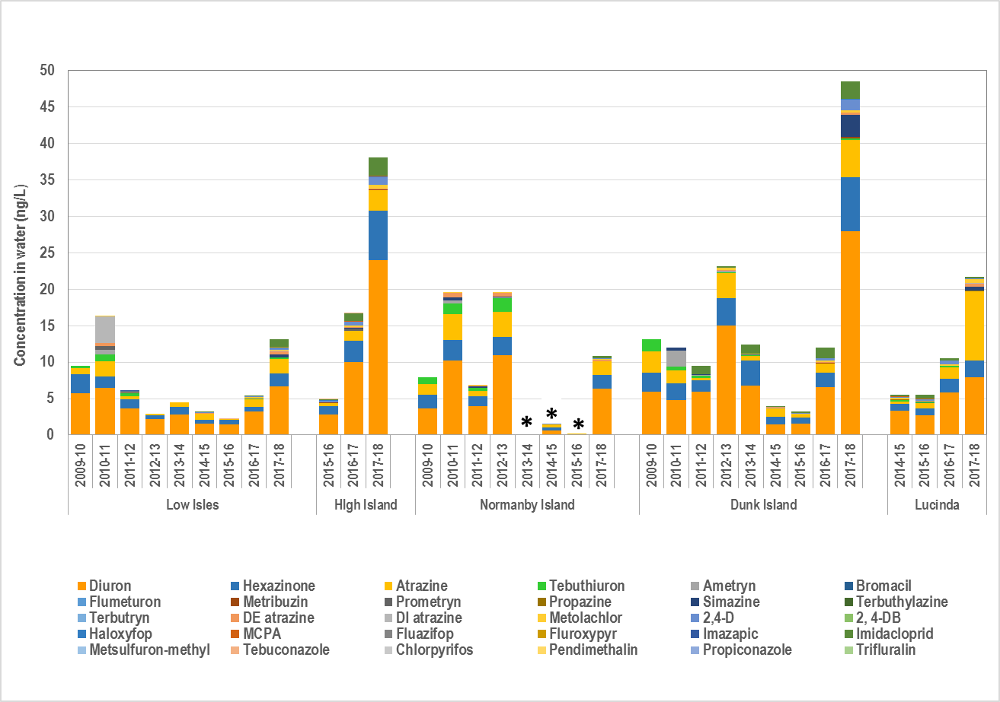 Concentration in water (ng/L)
50
45
40
35
30
25
20
15
10
5
0
* * *
2009-10 2010-11 2011-12 2012-13 2013-14 2014-15 2015-16 2016-17 2017-18 2015-16 2016-17 2017-18 2009-10 2010-11 2011-12 2012-13 2013-14 2014-15 2015-16 2017-18 2009-10 2010-11 2011-12 2012-13 2013-14 2014-15 2015-16 2016-17 2017-18 2014-15 2015-16 2016-17 2017-18
Low Isles HIgh Island Normanby Island Dunk Island Lucinda
Diuron Hexazinone Atrazine Tebuthiuron Ametryn Bromacil
Flumeturon Metribuzin Prometryn Propazine Simazine Terbuthylazine
Terbutryn DE atrazine DI atrazine Metolachlor 2,4-D 2, 4-DB
Haloxyfop MCPA Fluazifop Fluroxypyr Imazapic Imidacloprid
Metsulfuron-methyl Tebuconazole Chlorpyrifos Pendimethalin Propiconazole Trifluralin